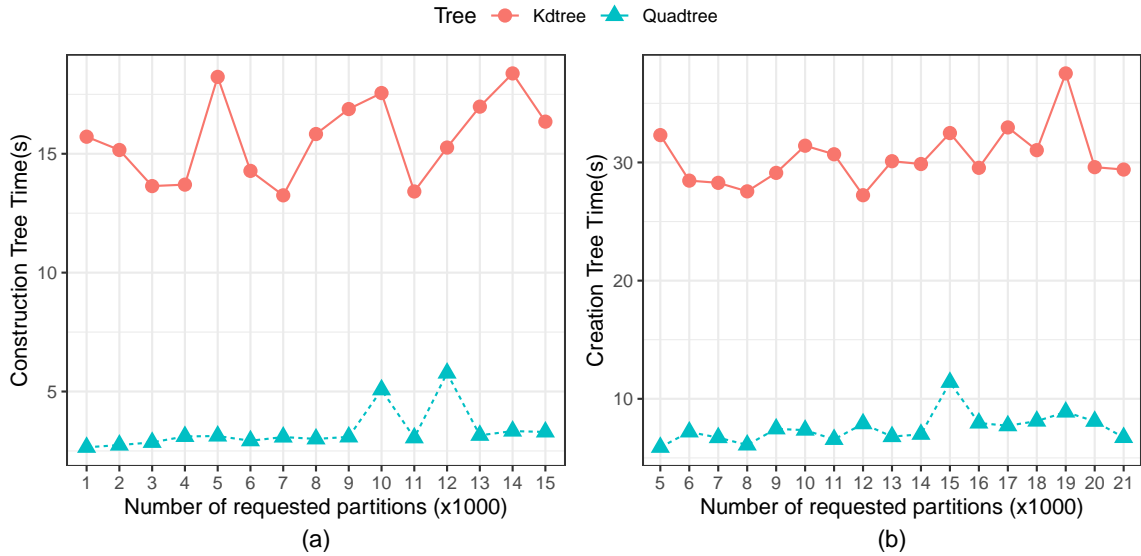 Tree Kdtree Quadtree
Construction Tree Time(s)
15
10
5
1 2 3 4 5 6 7 8 9 10 11 12 13 14 15
Number of requested partitions (x1000)
(a)
Creation Tree Time(s)
30
20
10
5 6 7 8 9 10 11 12 13 14 15 16 17 18 19 20 21
Number of requested partitions (x1000)
(b)